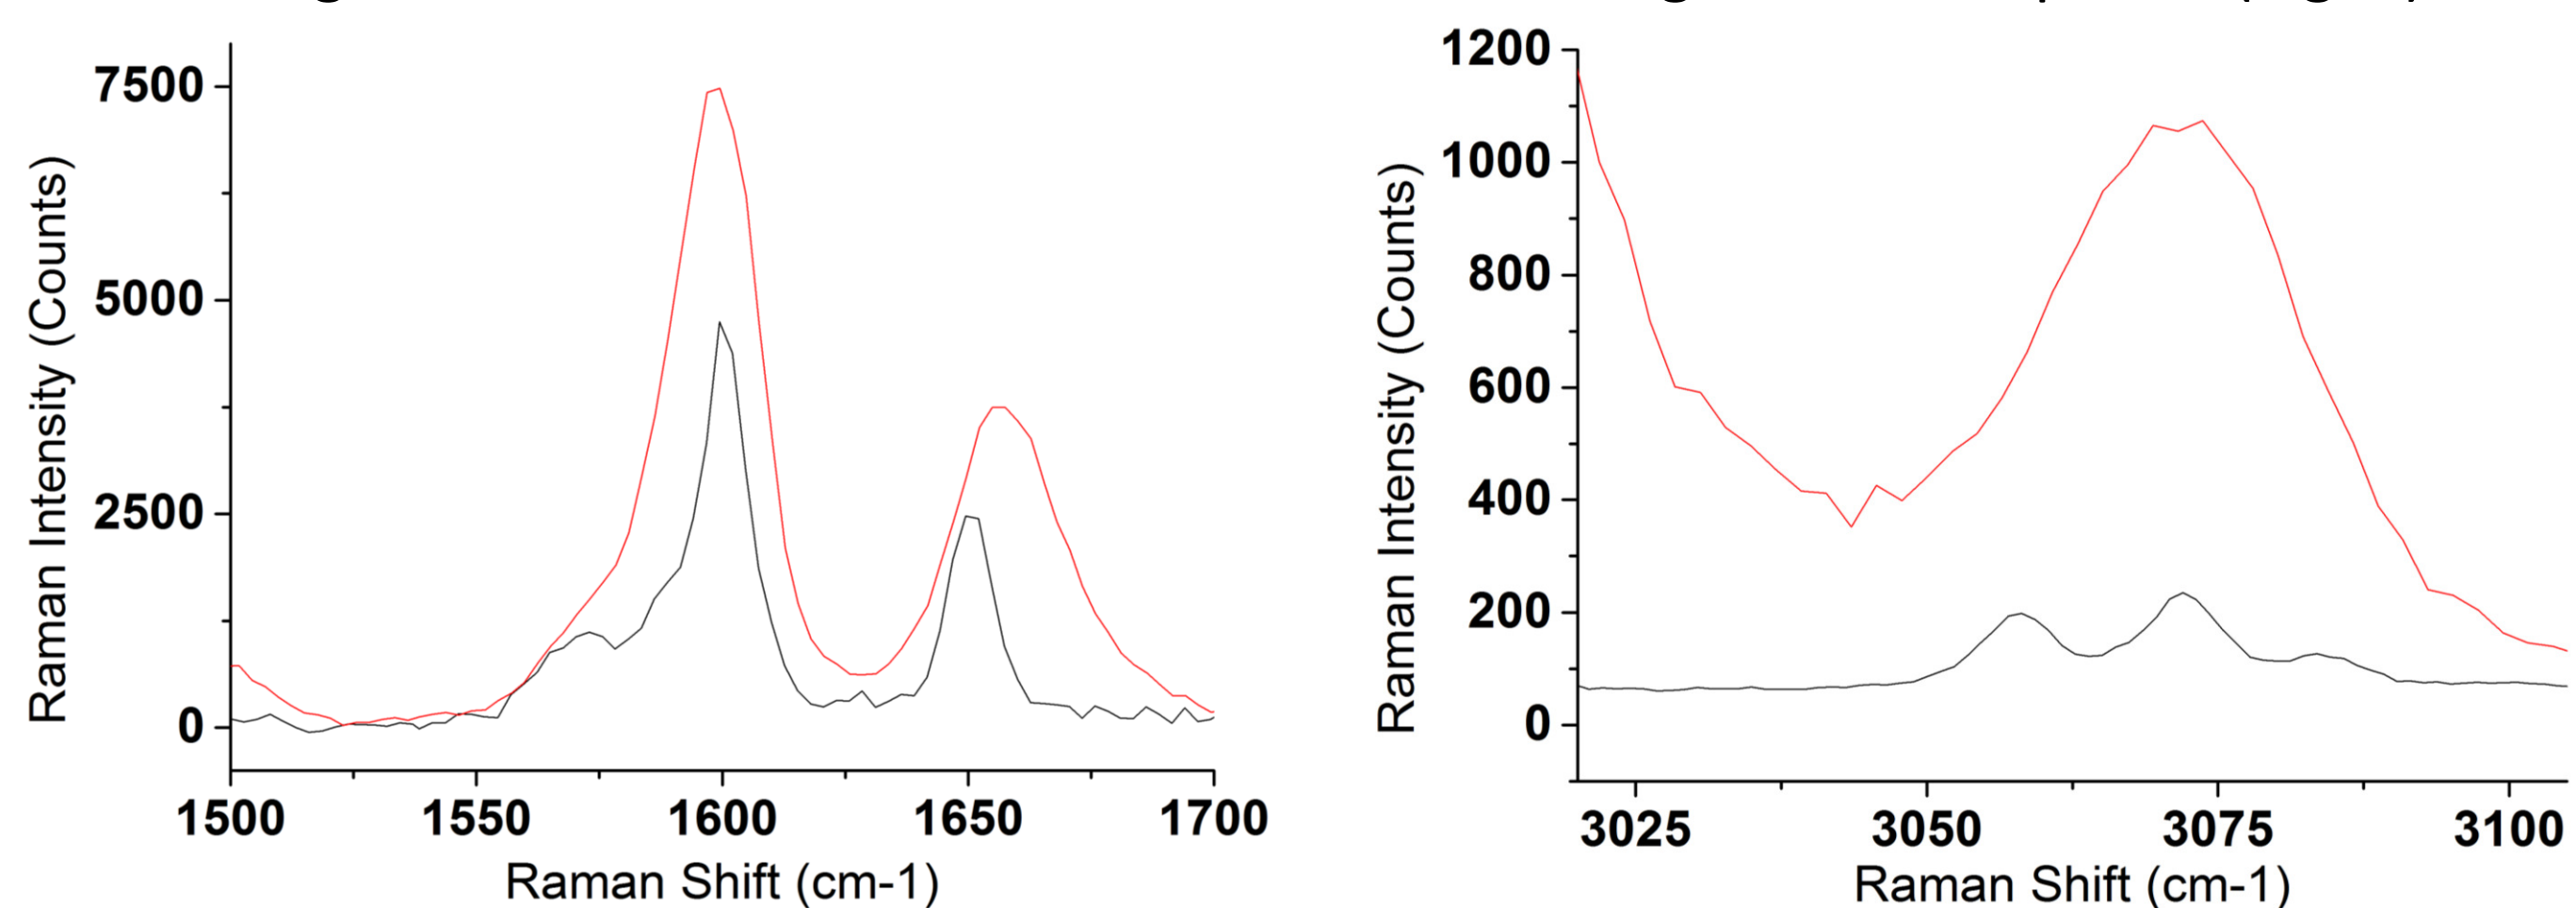 7500
5000
2500
0
1500 1550 1600 1650 1700
Raman Shift (cm-1)
Raman Intensity (Counts)
1200
1000
800
600
400
200
0
3025 3050 3075 3100
Raman Shift (cm-1)
Raman Intensity (Counts)